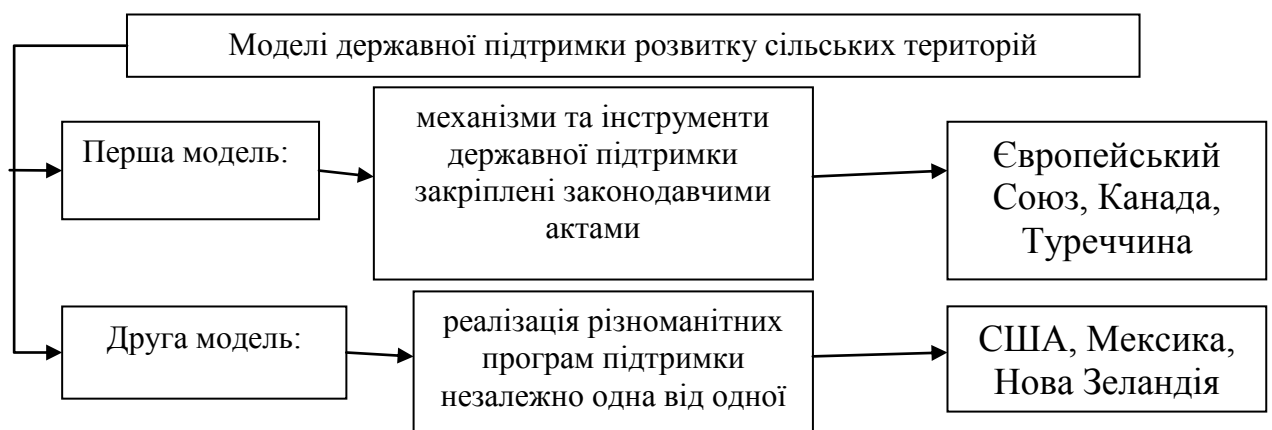 Моделі державної підтримки розвитку сільських територій
Перша модель:
механізми та інструменти
державної підтримки
закріплені законодавчими
актами
Європейський
Союз, Канада,
Туреччина
Друга модель:
реалізація різноманітних
програм підтримки
незалежно одна від одної
США, Мексика,
Нова Зеландія